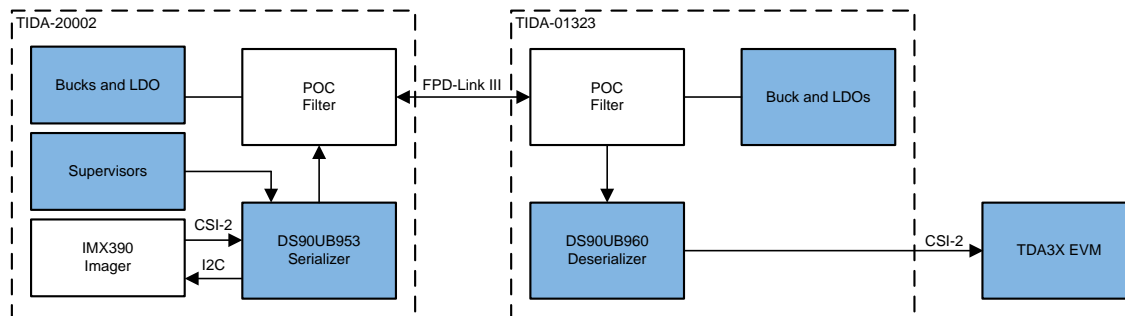 TIDA-20002
TIDA-01323
Bucks and LDO
POC
Filter
FPD-Link III
POC
Filter
Buck and LDOs
Supervisors
IMX390
Imager
CSI-2
I2C
DS90UB953
Serializer
DS90UB960
Deserializer
CSI-2
TDA3X EVM